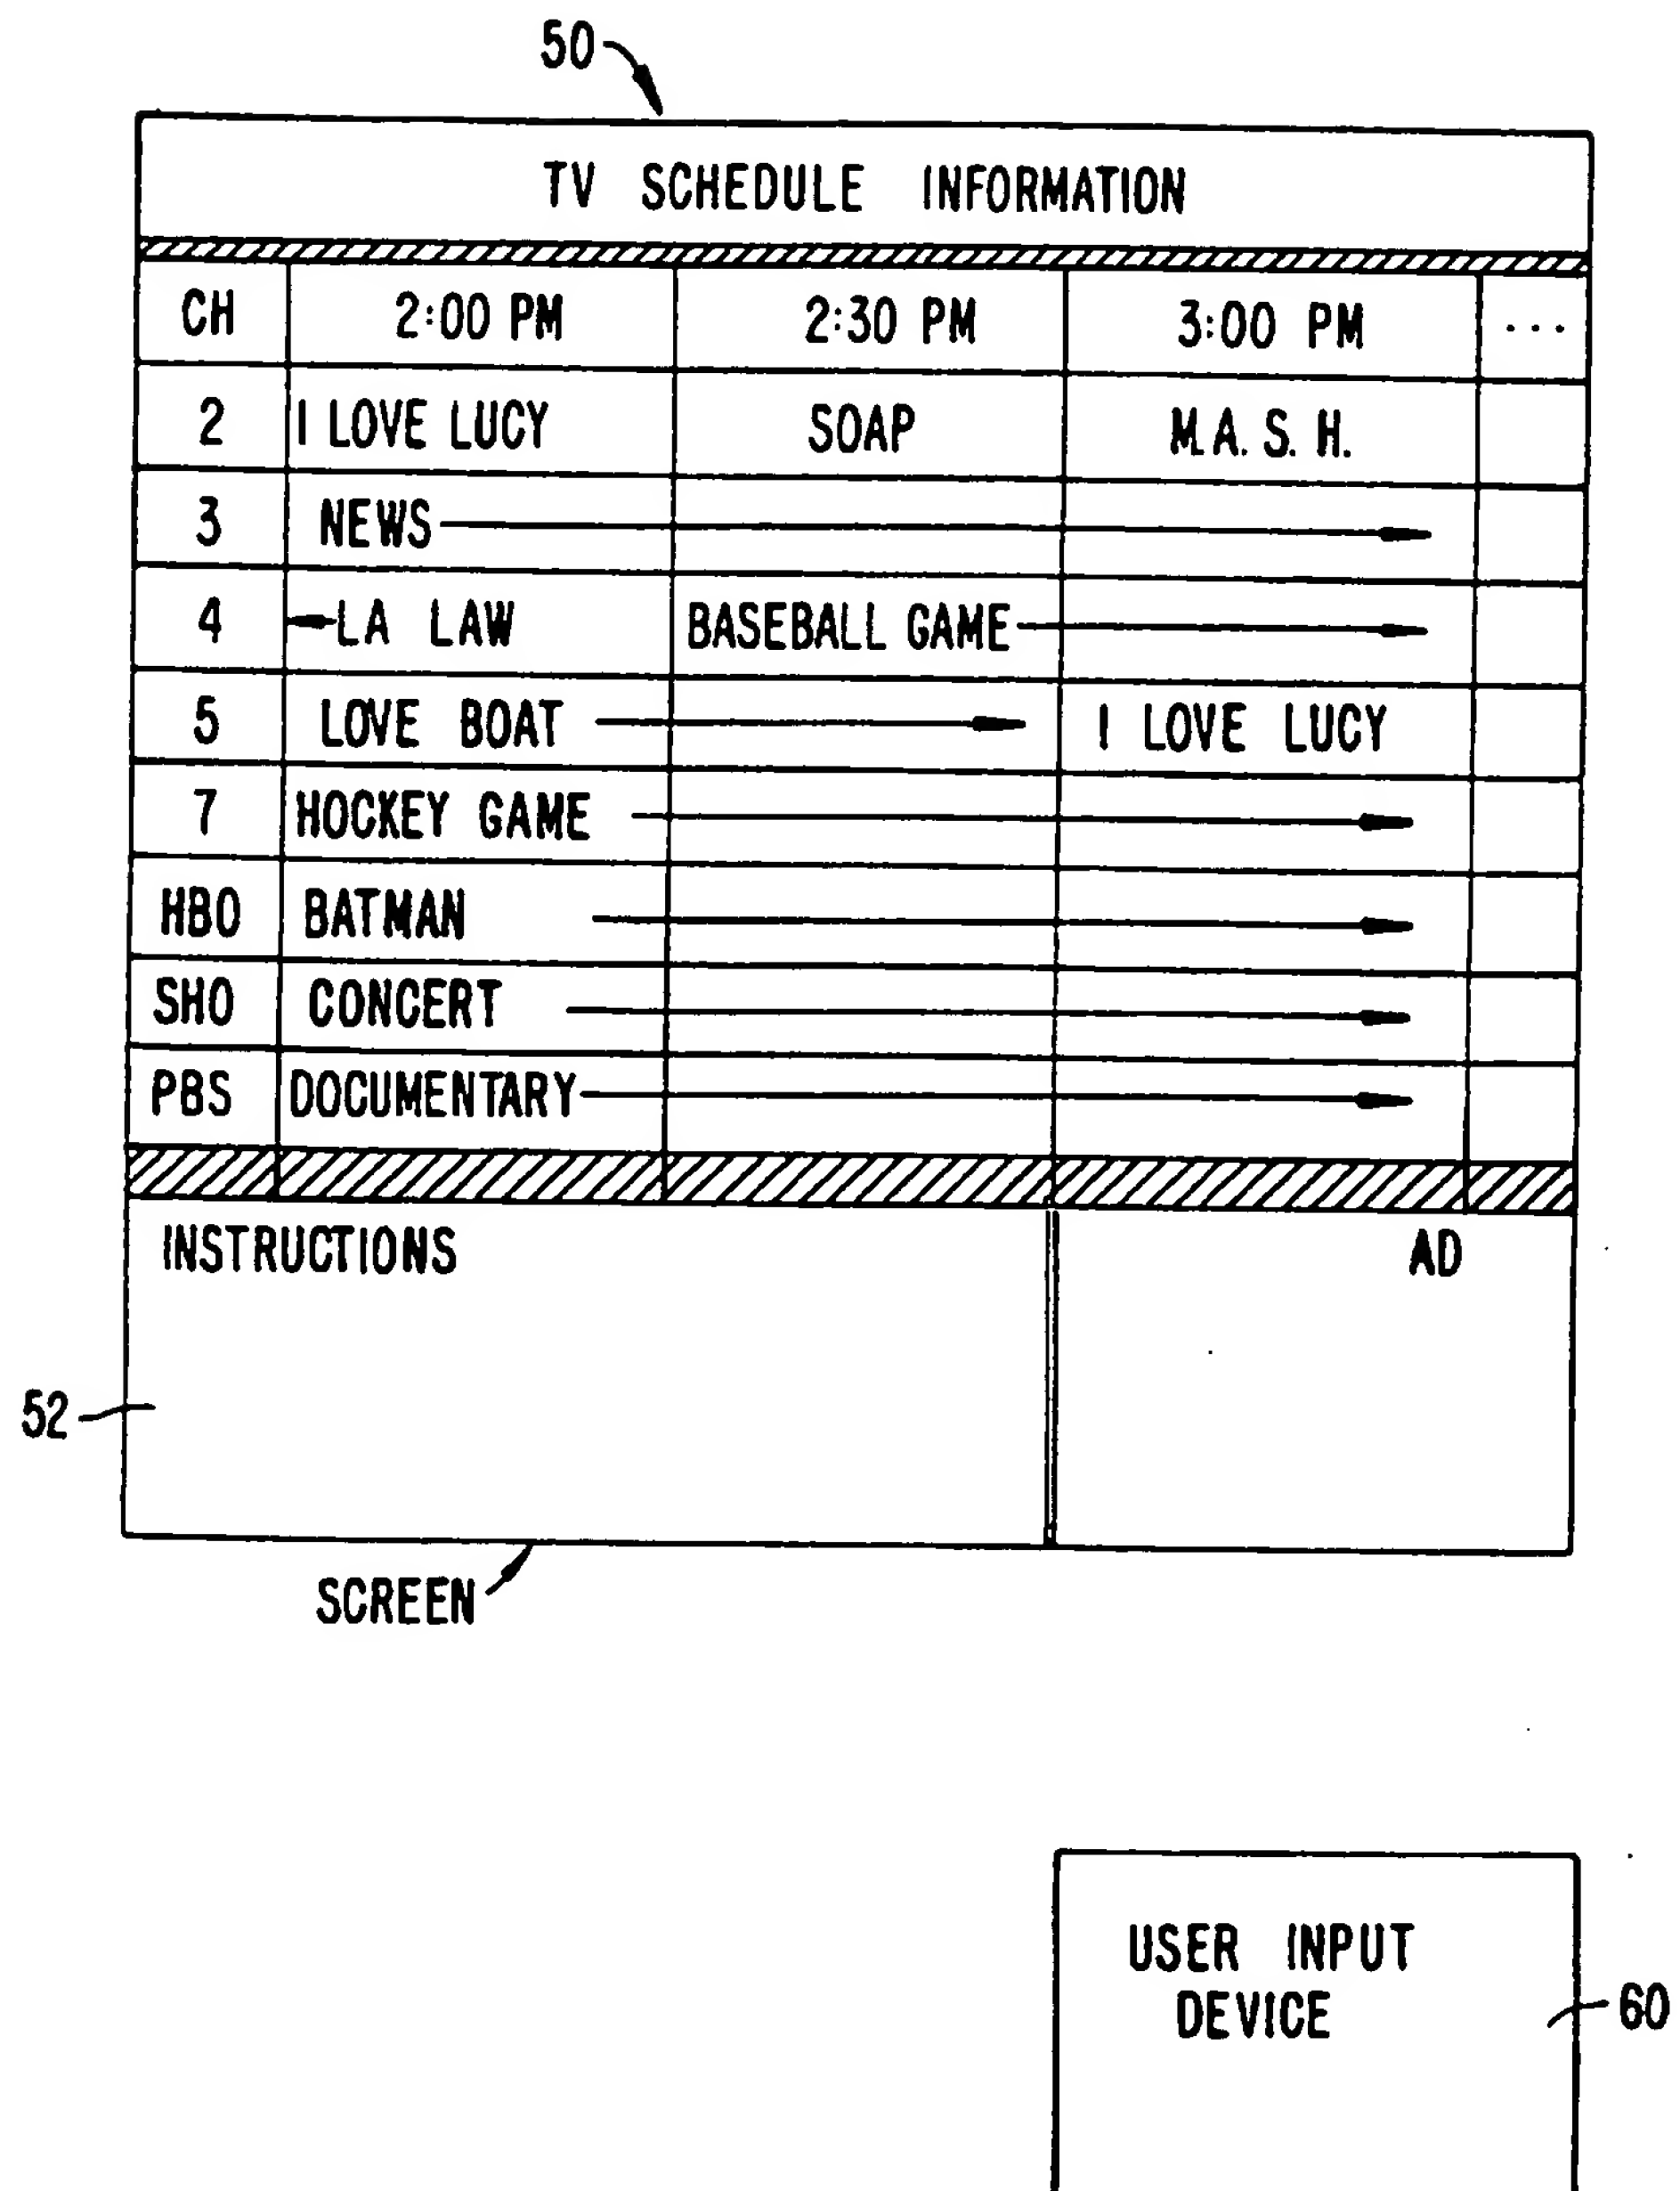 50
TV SCHEDULE INFORMATION
CH 2:00 PM 2:30 PM 3:00 PM ...
2 I LOVE LUCY SOAP M.A.S.H.
3 NEWS
4 LA LAW BASEBALL GAME
5 LOVE BOAT I LOVE LUCY
7 HOCKEY GAME
HBO BATMAN
SHO CONCERT
PBS DOCUMENTARY
INSTRUCTIONS AD
52
SCREEN
USER INPUT
DEVICE
60